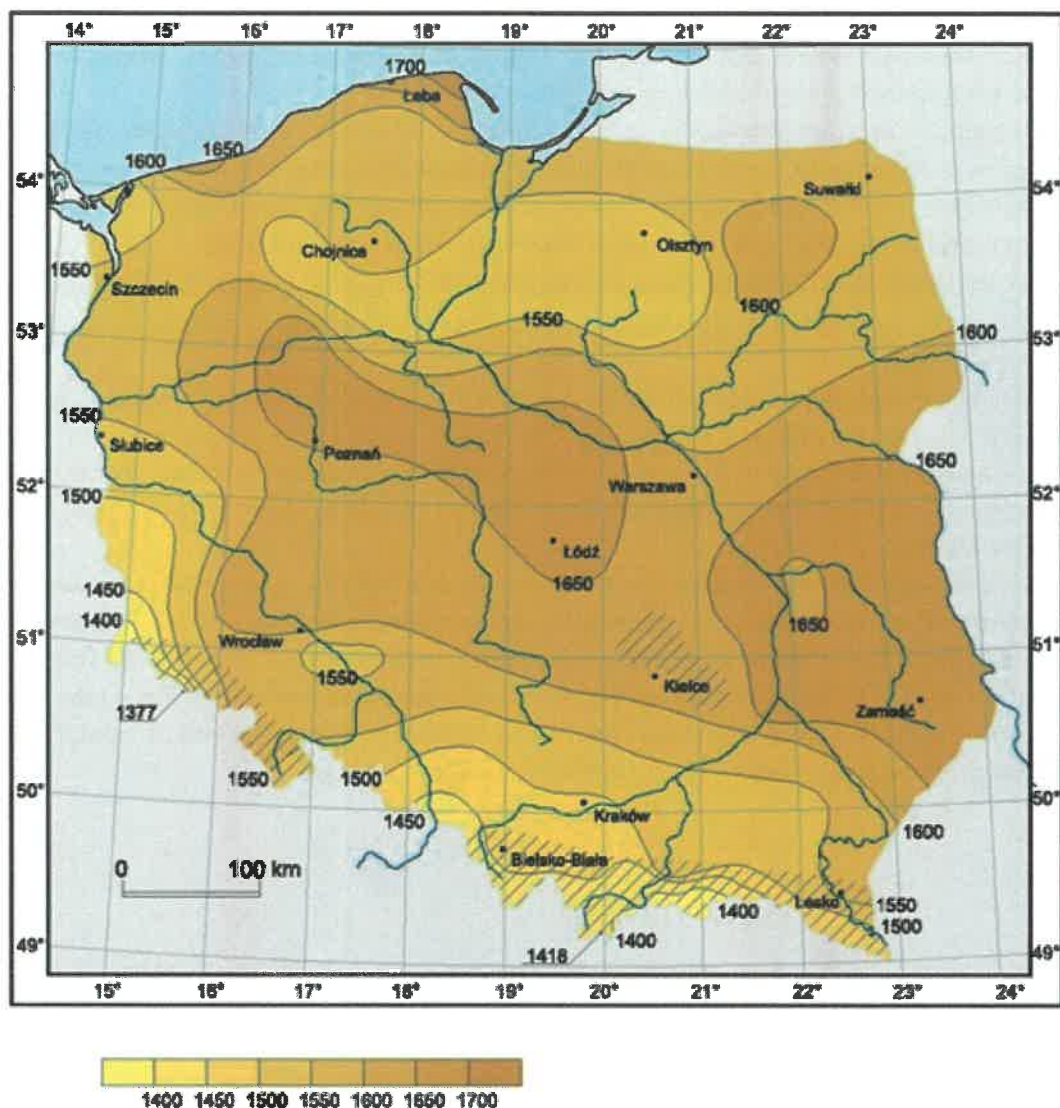 14° 15° 16° 17° 18° 19° 20° 21° 22° 23° 24°
1700
Łeba
1650
1600
54°
54°
Suwałki
Chojnice
Olsztyn
1550
Szczecin
1600
53°
1550
1600
53°
1550
Słubice
Poznań
1650
52°
1500
Warszawa
52°
Łódź
1650
1450
1400
1650
51°
Wrocław
51°
1550
Kielce
Zamość
1377
1550
1500
50°
50°
1450
Kraków
1600
0 100 km
Bielsko-Biała
Lesko
1550
1400
1500
49°
1418
1400
49°
15° 16° 17° 18° 19° 20° 21° 22° 23° 24°
1400 1450 1500 1550 1600 1650 1700